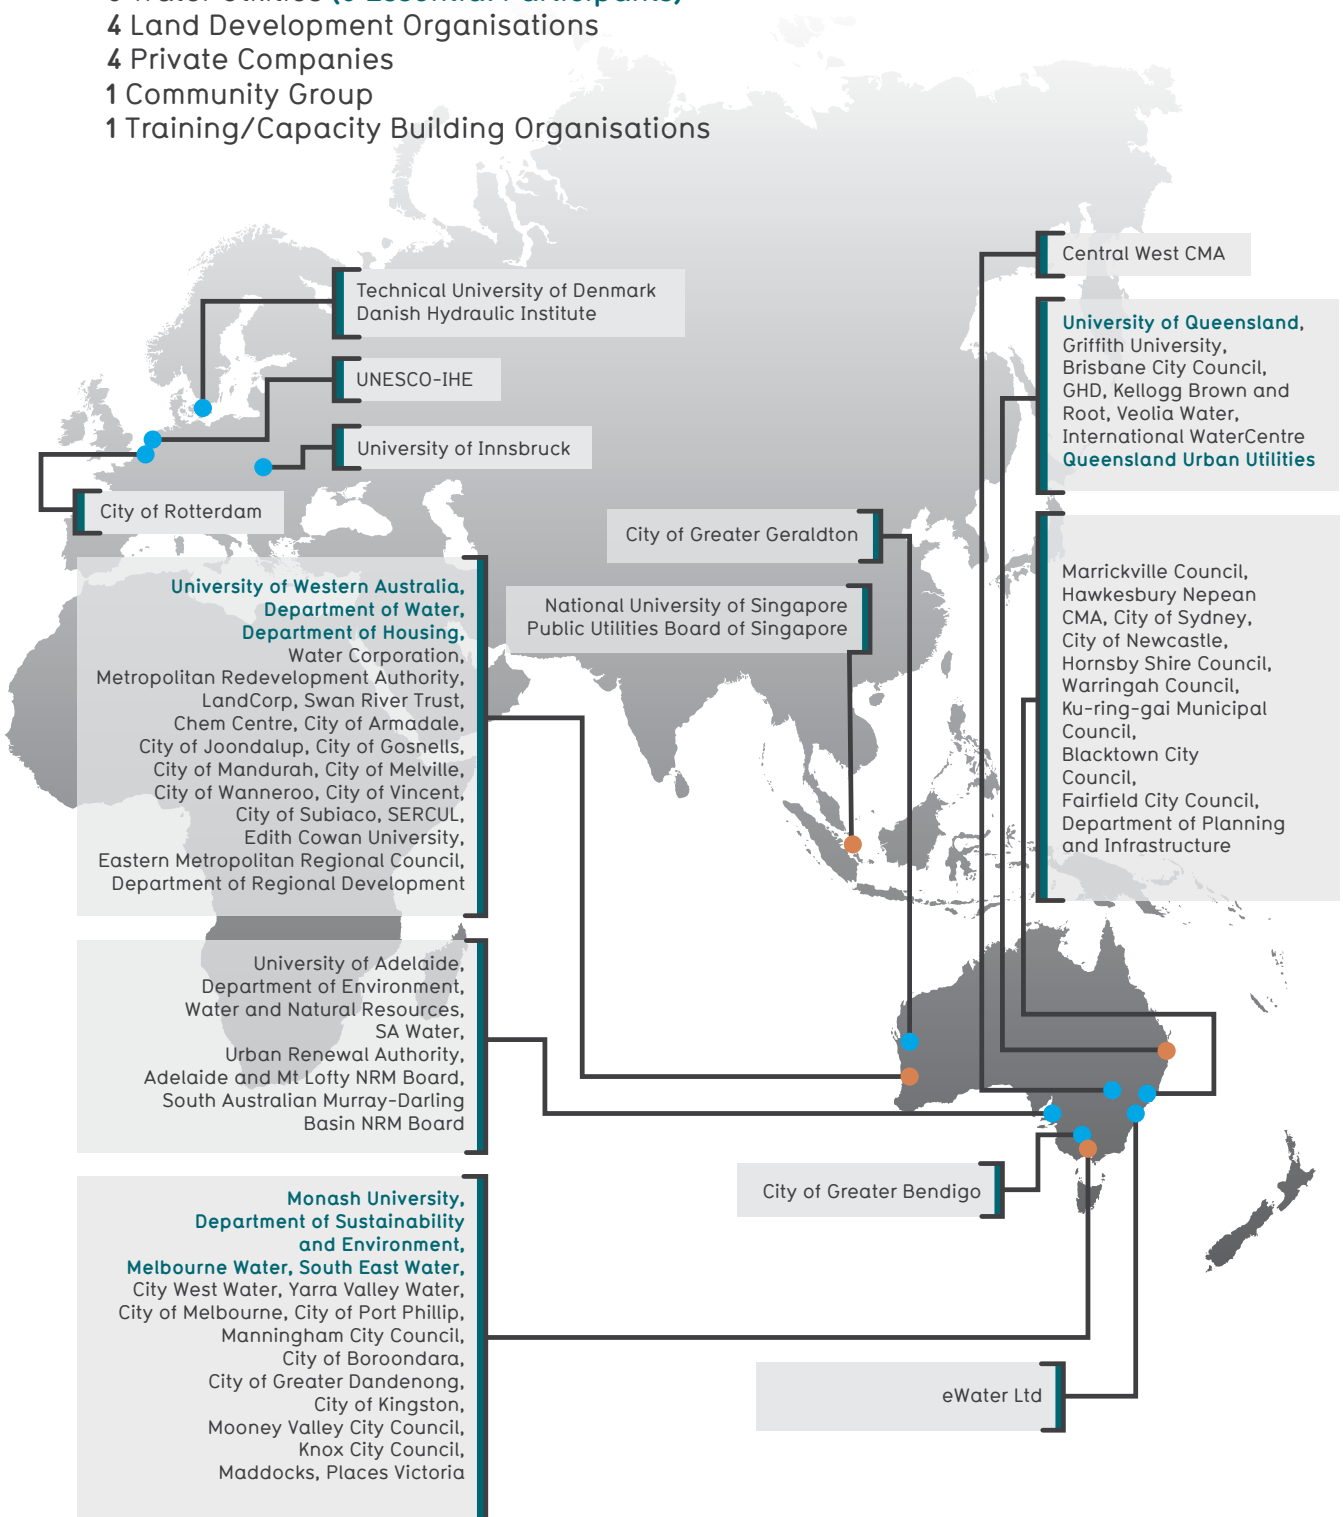 Water Utilities
4 Land Development Organisations
4 Private Companies
1 Community Group
1 Training/Capacity Building Organisations
Central West CMA
Technical University of Denmark
Danish Hydraulic Institute
University of Queensland,
Griffith University,
Brisbane City Council,
GHD, Kellogg Brown and
Root, Veolia Water,
International WaterCentre
Queensland Urban Utilities
UNESCO-IHE
University of Innsbruck
City of Rotterdam
City of Greater Geraldton
National University of Singapore
Public Utilities Board of Singapore
Marrickville Council,
Hawkesbury Nepean
CMA, City of Sydney,
City of Newcastle,
Hornsby Shire Council,
Warringah Council,
Ku-ring-gai Municipal
Council,
Blacktown City
Council,
Fairfield City Council,
Department of Planning
and Infrastructure
University of Western Australia,
Department of Water,
Department of Housing,
Water Corporation,
Metropolitan Redevelopment Authority,
LandCorp, Swan River Trust,
Chem Centre, City of Armadale,
City of Joondalup, City of Gosnells,
City of Mandurah, City of Melville,
City of Wanneroo, City of Vincent,
City of Subiaco, SERCUL,
Edith Cowan University,
Eastern Metropolitan Regional Council,
Department of Regional Development
University of Adelaide,
Department of Environment,
Water and Natural Resources,
SA Water,
Urban Renewal Authority,
Adelaide and Mt Lofty NRM Board,
South Australian Murray-Darling
Basin NRM Board
City of Greater Bendigo
Monash University,
Department of Sustainability
and Environment,
Melbourne Water, South East Water,
City West Water, Yarra Valley Water,
City of Melbourne, City of Port Phillip,
Manningham City Council,
City of Boroondara,
City of Greater Dandenong,
City of Kingston,
Mooney Valley City Council,
Knox City Council,
Maddocks, Places Victoria
eWater Ltd